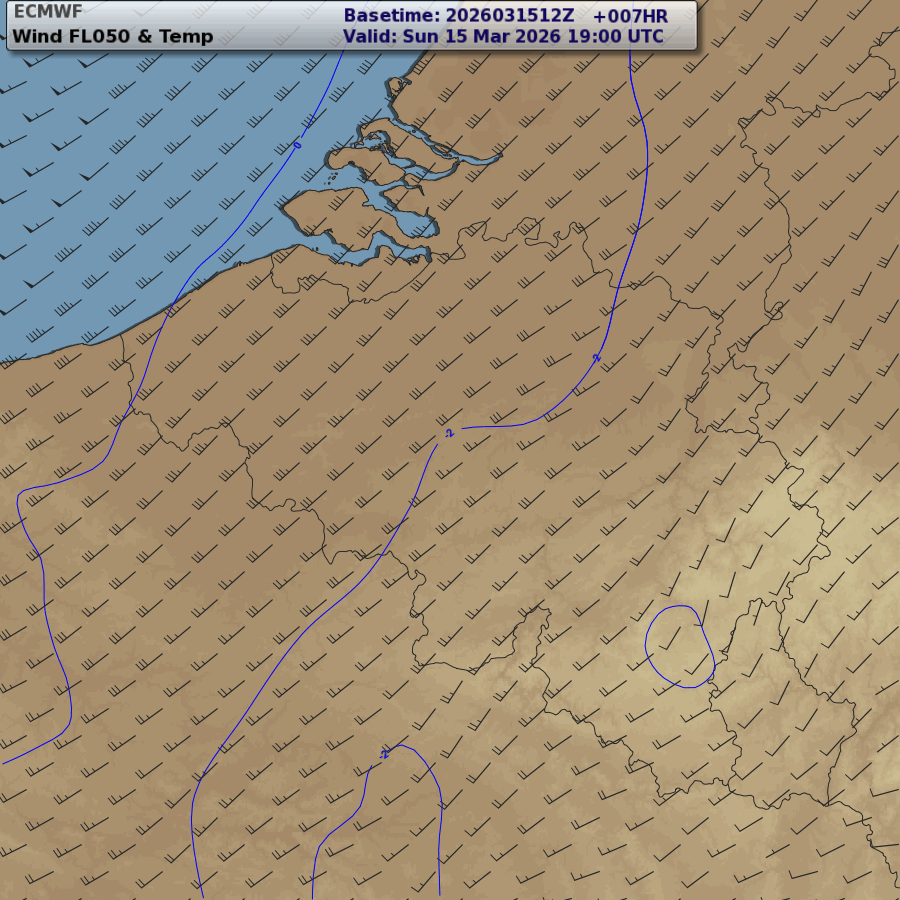 ECMWF
Basetime: 2026031512Z +007HR
Wind FL050 & Temp
Valid: Sun 15 Mar 2026 19:00 UTC
0
-2
-2
-2